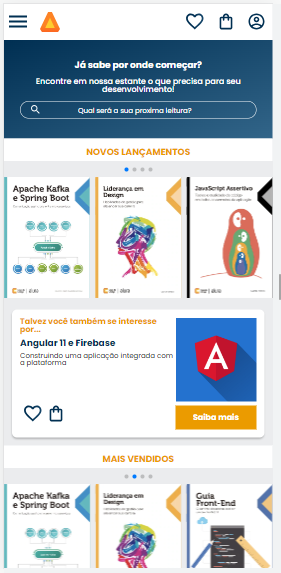 Já sabe por onde começar?
Encontre em nossa estante o que precisa para seu
desenvolvimento!
Qual será a sua proxima leitura?
NOVOS LANÇAMENTOS
Apache Kafka
e Spring Boot
Liderança em
Design
JavaScript Assertivo
Talvez você também se interesse
por...
Angular 11 e Firebase
Construindo uma aplicação integrada com
a plataforma
A
Saiba mais
MAIS VENDIDOS
Apache Kafka
e Spring Boot
Liderança em
Design
Guia
Front-End